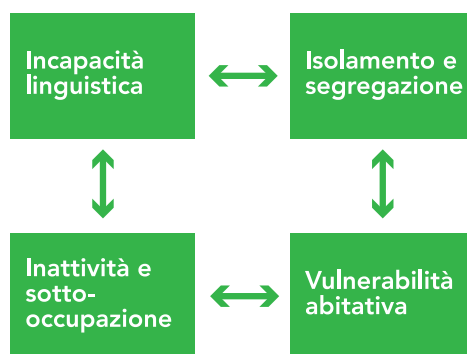 Incapacità
linguistica
Isolamento e
segregazione
Inattività e
sotto-
occupazione
Vulnerabilità
abitativa